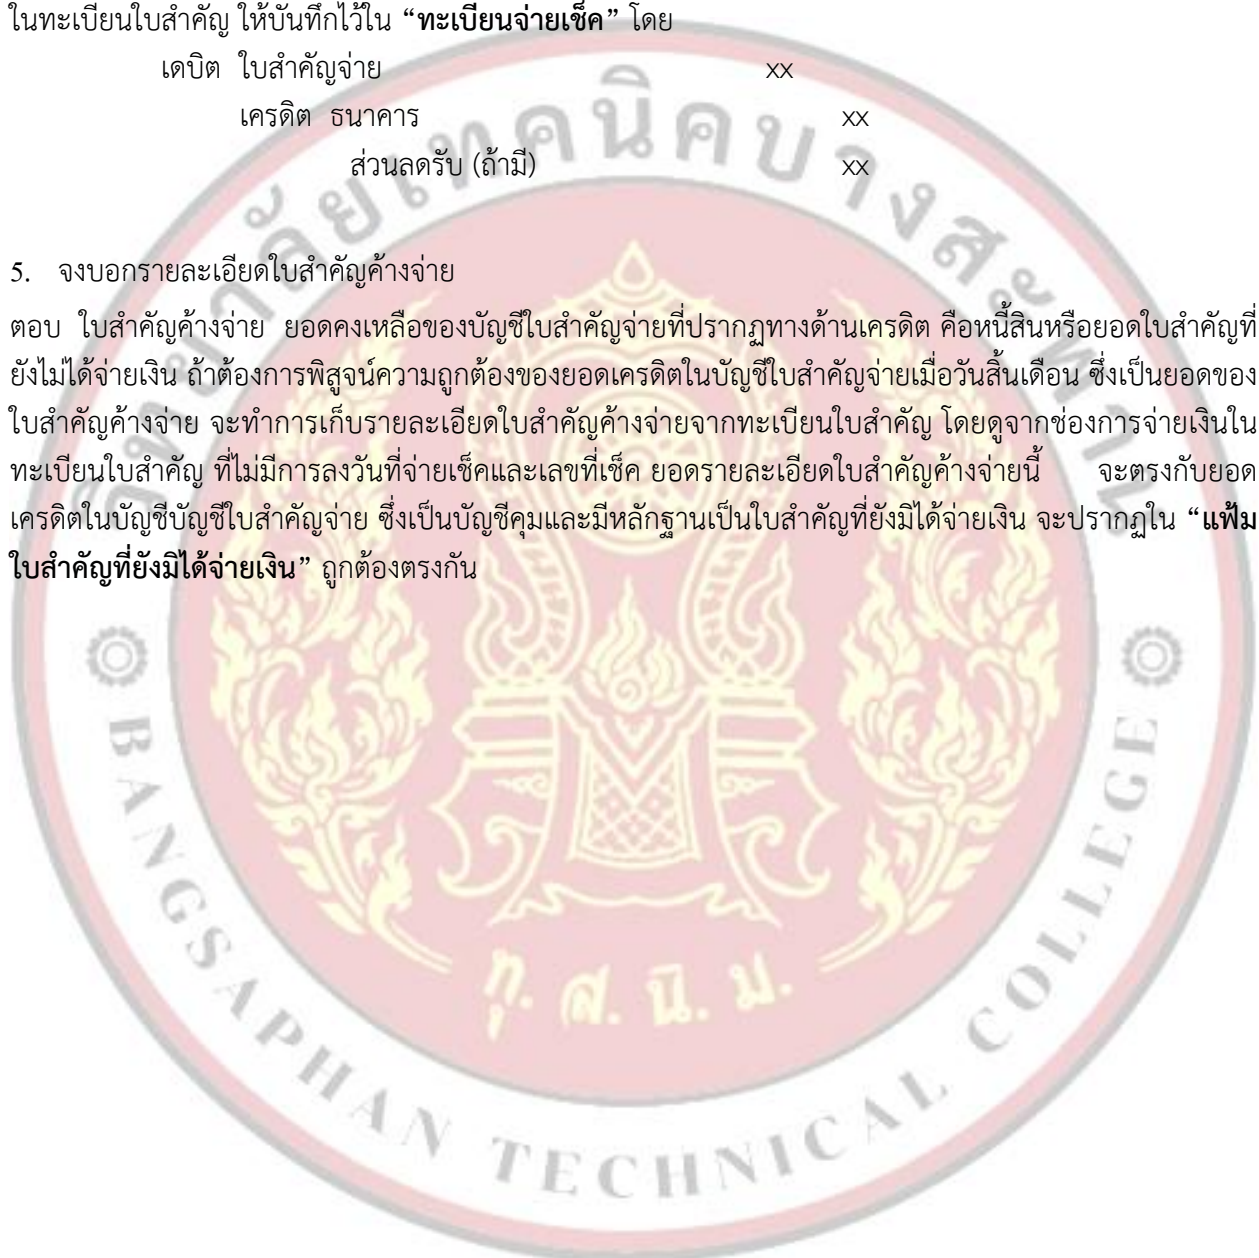 ในทะเบียนใบสำคัญ ให้บันทึกไว้ใน “ทะเบียนจ่ายเช็ค” โดย
เดบิต ใบสำคัญจ่าย xx
เครดิต ธนาคาร xx
ส่วนลดรับ (ถ้ามี) xx
5. จงบอกรายละเอียดใบสำคัญค้างจ่าย
ตอบ ใบสำคัญค้างจ่าย ยอดคงเหลือของบัญชีใบสำคัญจ่ายที่ปรากฏทางด้านเครดิต คือหนี้สินหรือยอดใบสำคัญที่
ยังไม่ได้จ่ายเงิน ถ้าต้องการพิสูจน์ความถูกต้องของยอดเครดิตในบัญชีใบสำคัญจ่ายเมื่อวันสิ้นเดือน ซึ่งเป็นยอดของ
ใบสำคัญค้างจ่าย จะทำการเก็บรายละเอียดใบสำคัญค้างจ่ายจากทะเบียนใบสำคัญ โดยดูจากช่องการจ่ายเงินใน
ทะเบียนใบสำคัญ ที่ไม่มีการลงวันที่จ่ายเช็คและเลขที่เช็ค ยอดรายละเอียดใบสำคัญค้างจ่ายนี้ จะตรงกับยอด
เครดิตในบัญชีบัญชีใบสำคัญจ่าย ซึ่งเป็นบัญชีคุมและมีหลักฐานเป็นใบสำคัญที่ยังมิได้จ่ายเงิน จะปรากฏใน “แฟ้ม
ใบสำคัญที่ยังมิได้จ่ายเงิน” ถูกต้องตรงกัน
วิทยาลัยเทคนิคบางสะพาน
ทุ. ส. นิ. ม.
BANGSAPHAN TECHNICAL COLLEGE